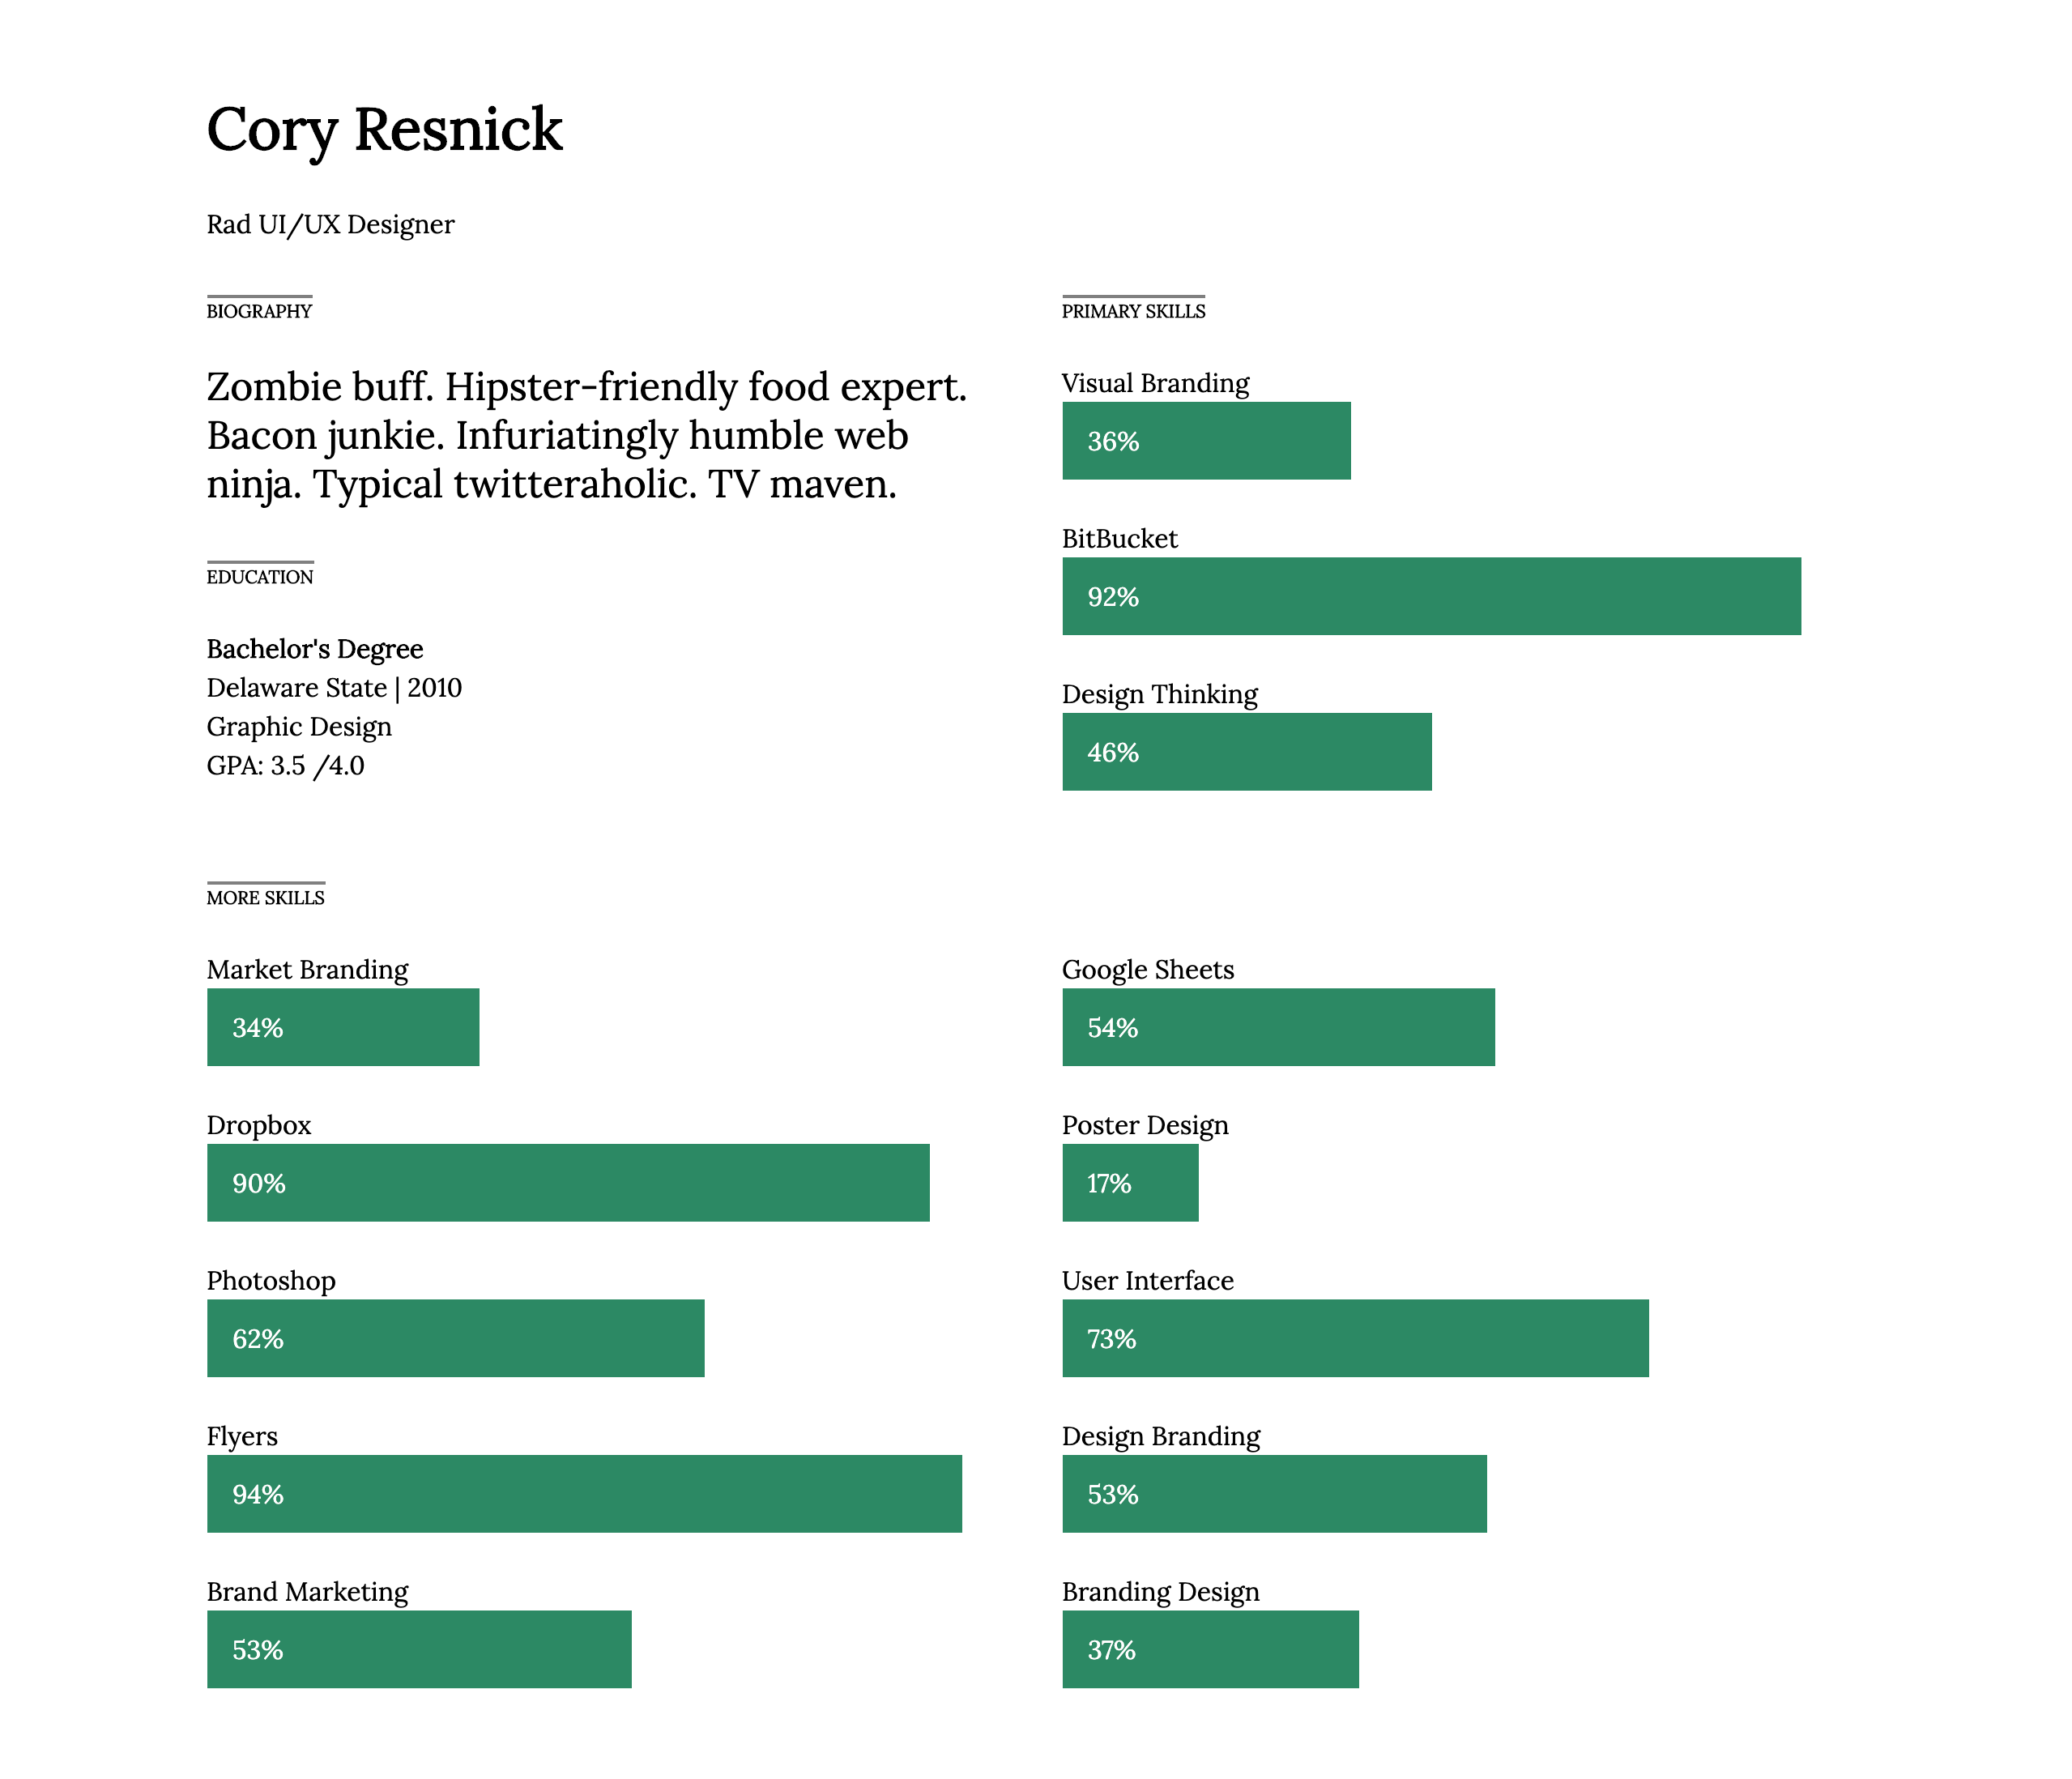 Cory Resnick
Rad UI/UX Designer
BIOGRAPHY
Zombie buff. Hipster-friendly food expert.
Bacon junkie. Infuriatingly humble web
ninja. Typical twitteraholic. TV maven.
EDUCATION
Bachelor's Degree
Delaware State | 2010
Graphic Design
GPA: 3.5 /4.0
PRIMARY SKILLS
Visual Branding
36%
BitBucket
92%
Design Thinking
46%
MORE SKILLS
Market Branding
34%
Dropbox
90%
Photoshop
62%
Flyers
94%
Brand Marketing
53%
Google Sheets
54%
Poster Design
17%
User Interface
73%
Design Branding
53%
Branding Design
37%